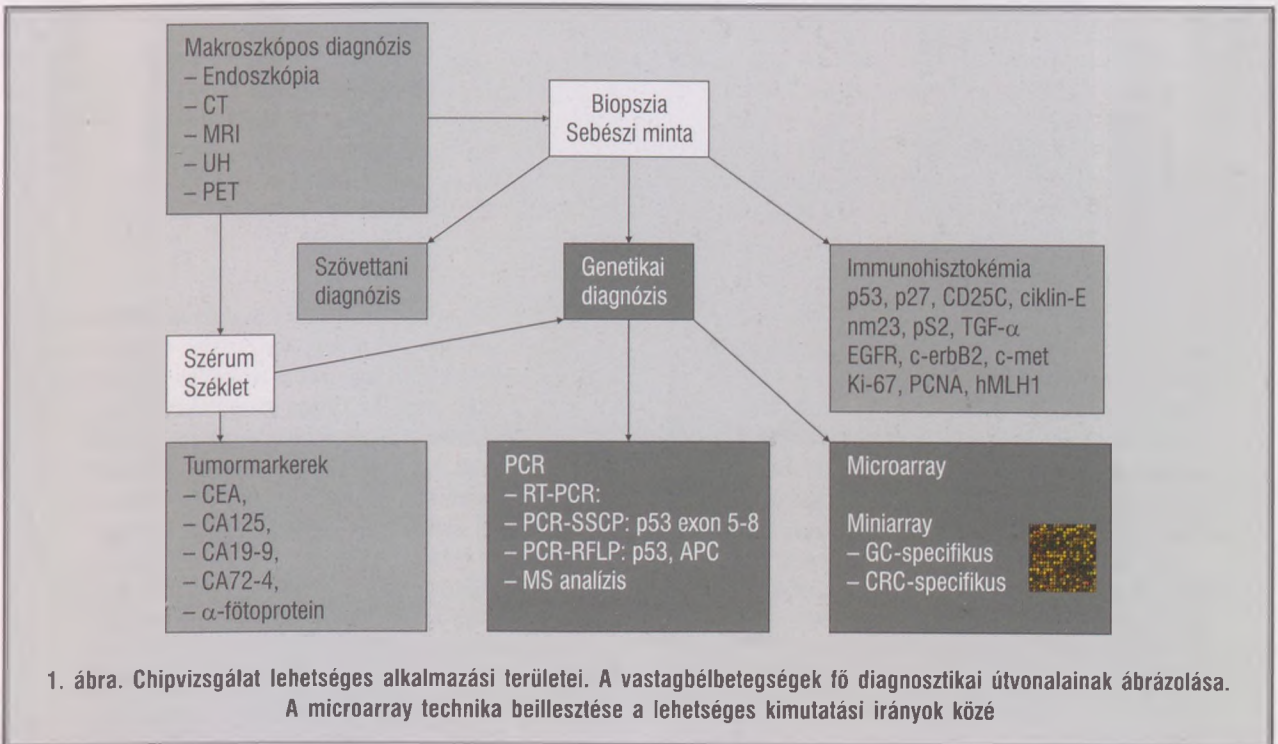 Makroszkópos diagnózis
– Endoszkópia
– CT
– MRI
– UH
– PET
Biopszia
Sebészi minta
Szövettani
diagnózis
Genetikai
diagnózis
Immunohisztokémia
p53, p27, CD25C, ciklin-E
nm23, pS2, TGF-α
EGFR, c-erbB2, c-met
Ki-67, PCNA, hMLH1
Szérum
Széklet
Tumormarkerek
– CEA,
– CA125,
– CA19-9,
– CA72-4,
– α-fötoprotein
PCR
– RT-PCR:
– PCR-SSCP: p53 exon 5-8
– PCR-RFLP: p53, APC
– MS analízis
Microarray
Miniarray
– GC-specifikus
– CRC-specifikus
1. ábra. Chipvizsgálat lehetséges alkalmazási területei. A vastagbélbetegségek fő diagnosztikai útvonalainak ábrázolása.
A microarray technika beillesztése a lehetséges kimutatási irányok közé